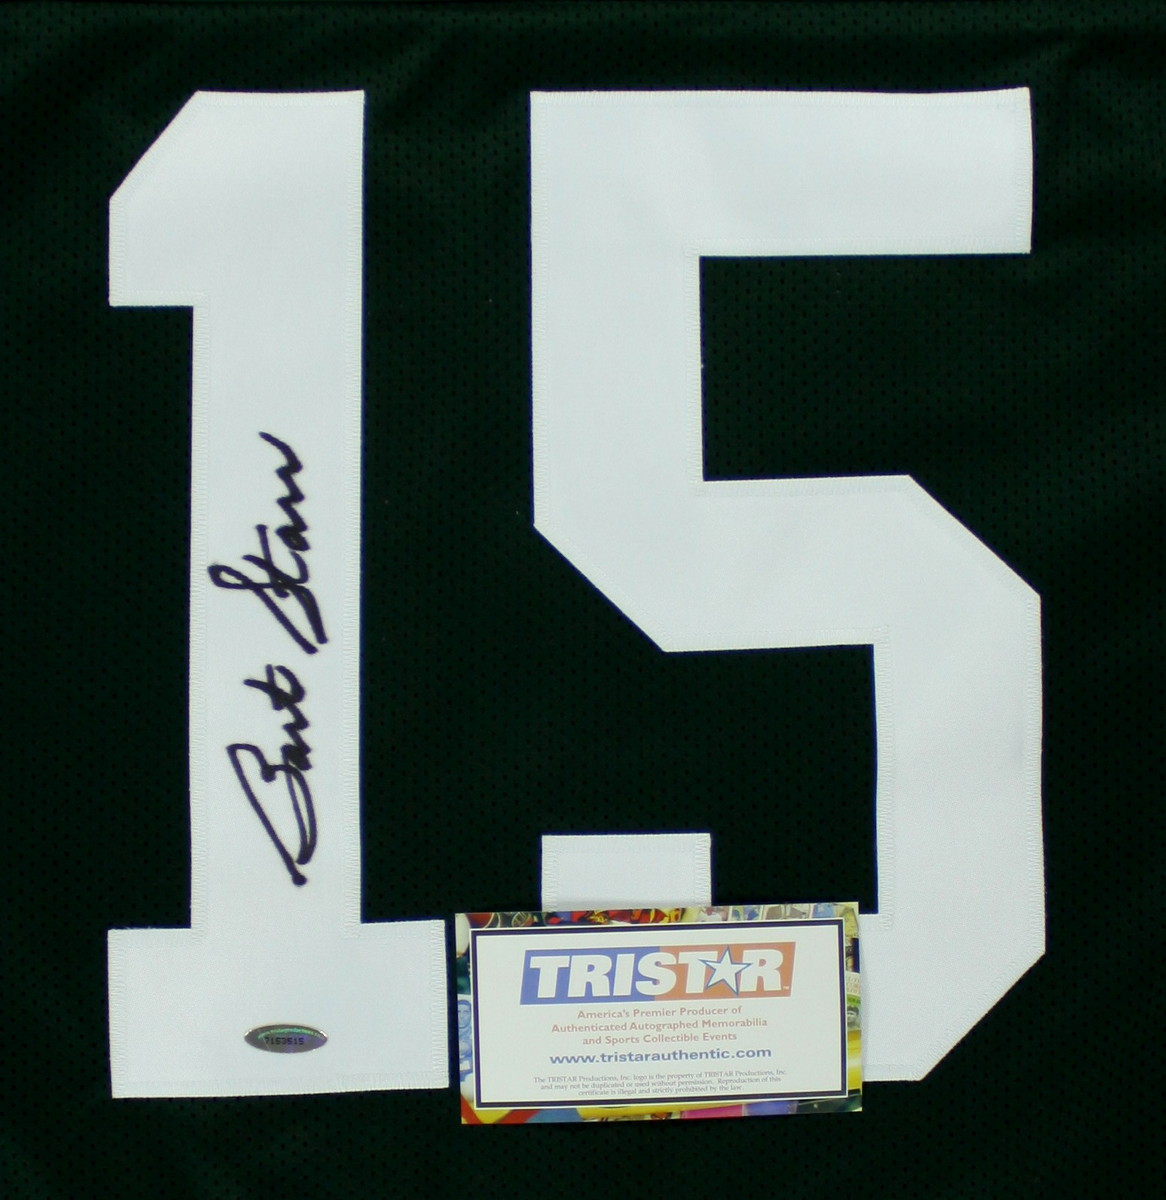 15
Bart Starr
7153515
TRISTAR™
America's Premier Producer of
Authenticated Autographed Memorabilia
and Sports Collectible Events
www.tristarauthentic.com
The TRISTAR Productions, Inc. logo is the property of TRISTAR Productions, Inc.
and may not be duplicated or used without permission. Reproduction of this
certificate is illegal and strictly prohibited by the law.